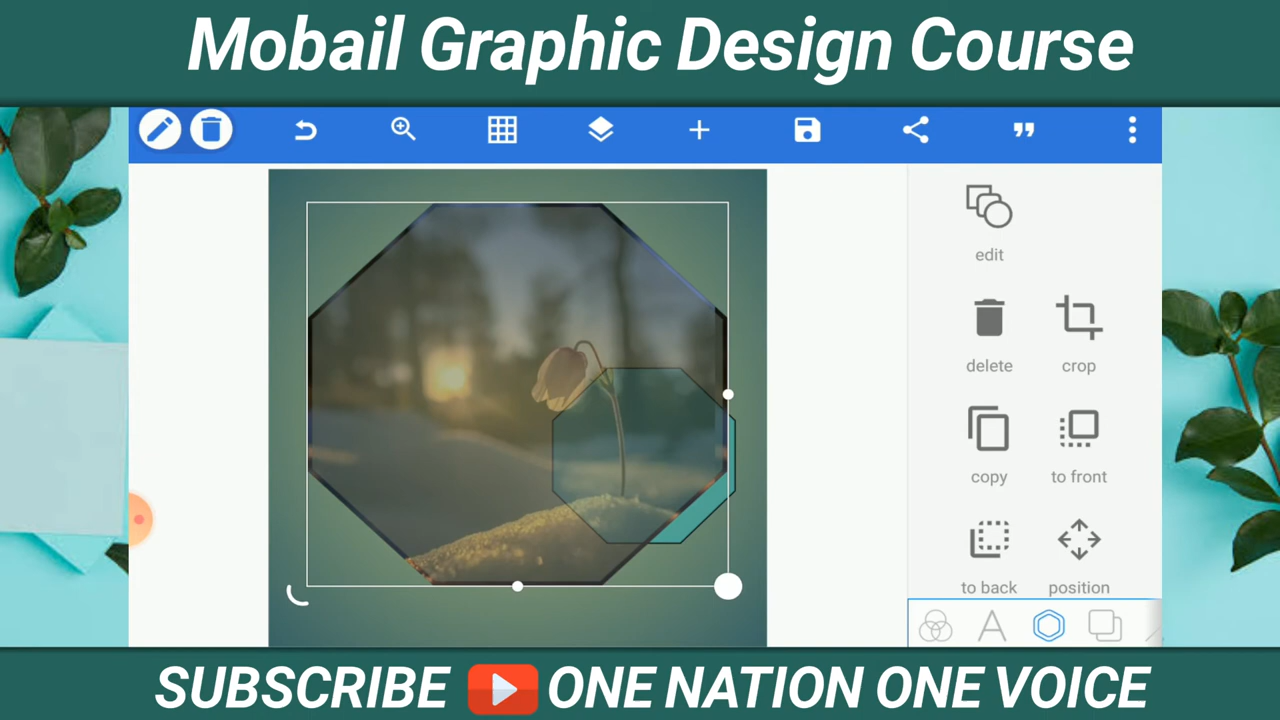 Mobail Graphic Design Course
edit
delete crop
copy to front
to back position
SUBSCRIBE ONE NATION ONE VOICE